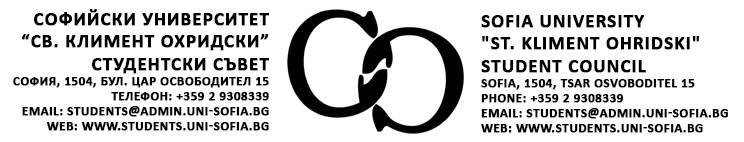 СОФИЙСКИ УНИВЕРСИТЕТ
“СВ. КЛИМЕНТ ОХРИДСКИ”
СТУДЕНТСКИ СЪВЕТ
СОФИЯ, 1504, БУЛ. ЦАР ОСВОБОДИТЕЛ 15
ТЕЛЕФОН: +359 2 9308339
EMAIL: STUDENTS@ADMIN.UNI-SOFIA.BG
WEB: WWW.STUDENTS.UNI-SOFIA.BG
SOFIA UNIVERSITY
"ST. KLIMENT OHRIDSKI"
STUDENT COUNCIL
SOFIA, 1504, TSAR OSVOBODITEL 15
PHONE: +359 2 9308339
EMAIL: STUDENTS@ADMIN.UNI-SOFIA.BG
WEB: WWW.STUDENTS.UNI-SOFIA.BG